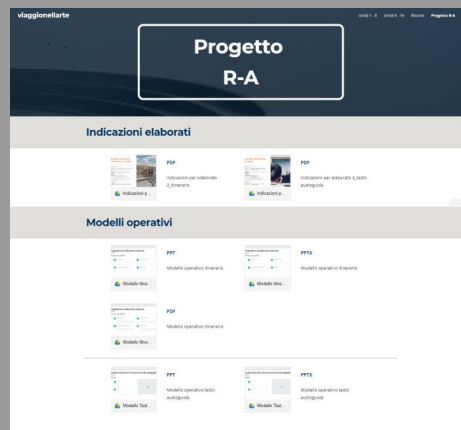 viaggionellarte
Unità 1 - 8 Unità 9 - 16 Risorse Progetto R-A
Progetto
R-A
Indicazioni elaborati
PDF
Indicazioni per elaborato
3_itinerario
Indicazioni p...
PDF
Indicazioni per elaborato 4_testo
audioguida
Indicazioni p...
Modelli operativi
PPT
Modello operativo itinerario
Modello Itine...
PPTX
Modello operativo itinerario
Modello Itine...
PDF
Modello operativo itinerario
Modello Itine...
PPT
Modello operativo testo
audioguida
Modello Test...
PPTX
Modello operativo testo
audioguida
Modello Test...